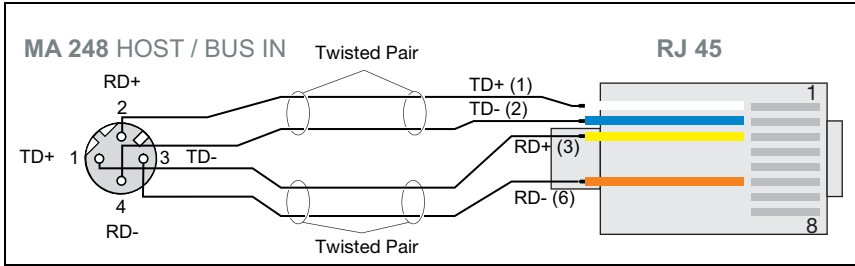 MA 248 HOST / BUS IN
Twisted Pair
RJ 45
RD+
TD+ (1)
1
2
TD- (2)
RD+ (3)
TD+ 1
3 TD-
4
RD- (6)
RD-
8
Twisted Pair